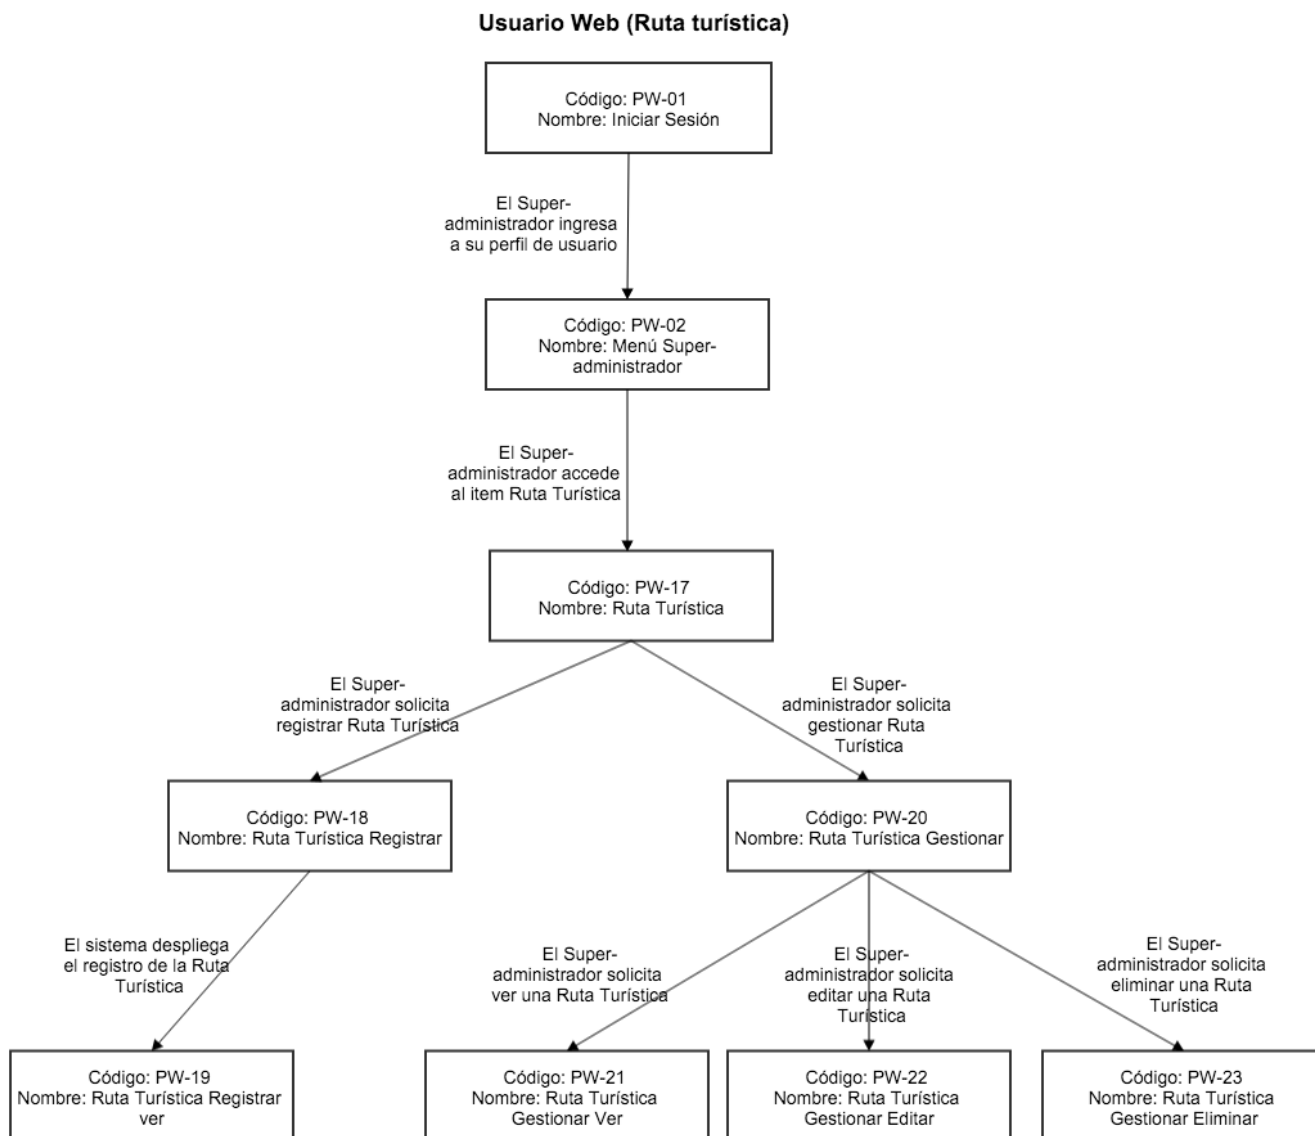 Usuario Web (Ruta turística)
Código: PW-01
Nombre: Iniciar Sesión
El Super-
administrador ingresa
a su perfil de usuario
Código: PW-02
Nombre: Menú Super-
administrador
El Super-
administrador accede
al item Ruta Turística
Código: PW-17
Nombre: Ruta Turística
El Super-
administrador solicita
registrar Ruta Turística
El Super-
administrador solicita
gestionar Ruta
Turística
Código: PW-18
Nombre: Ruta Turística Registrar
Código: PW-20
Nombre: Ruta Turística Gestionar
El sistema despliega
el registro de la Ruta
Turística
El Super-
administrador solicita
ver una Ruta Turística
El Super-
administrador solicita
editar una Ruta
Turística
El Super-
administrador solicita
eliminar una Ruta
Turística
Código: PW-19
Nombre: Ruta Turística Registrar
ver
Código: PW-21
Nombre: Ruta Turística
Gestionar Ver
Código: PW-22
Nombre: Ruta Turística
Gestionar Editar
Código: PW-23
Nombre: Ruta Turística
Gestionar Eliminar